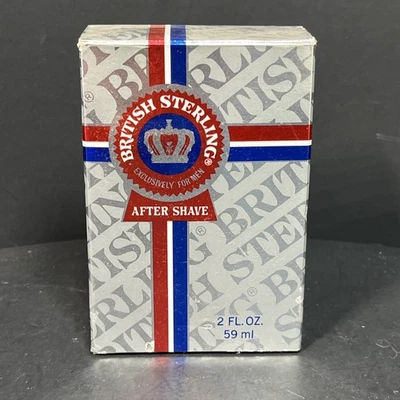 BRITISH STERLING®
EXCLUSIVELY FOR MEN
AFTER SHAVE
2 FL. OZ.
59 ml